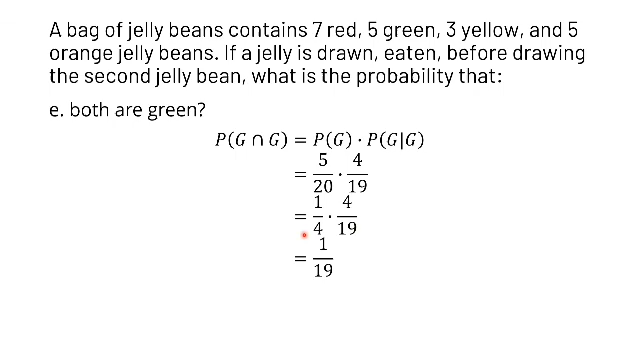 A bag of jelly beans contains 7 red, 5 green, 3 yellow, and 5
orange jelly beans. If a jelly is drawn, eaten, before drawing
the second jelly bean, what is the probability that:
e. both are green?
P(G ∩ G) = P(G) · P(G|G)
= 5/20 · 4/19
= 1/4 · 4/19
= 1/19